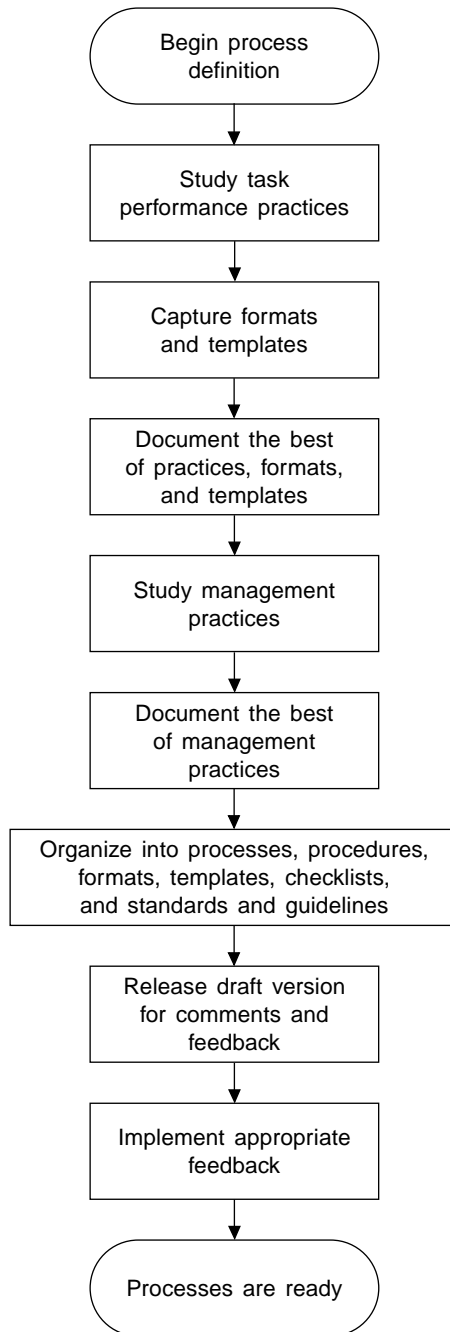 Begin process
definition
Study task
performance practices
Capture formats
and templates
Document the best
of practices, formats,
and templates
Study management
practices
Document the best
of management
practices
Organize into processes, procedures,
formats, templates, checklists,
and standards and guidelines
Release draft version
for comments and
feedback
Implement appropriate
feedback
Processes are ready